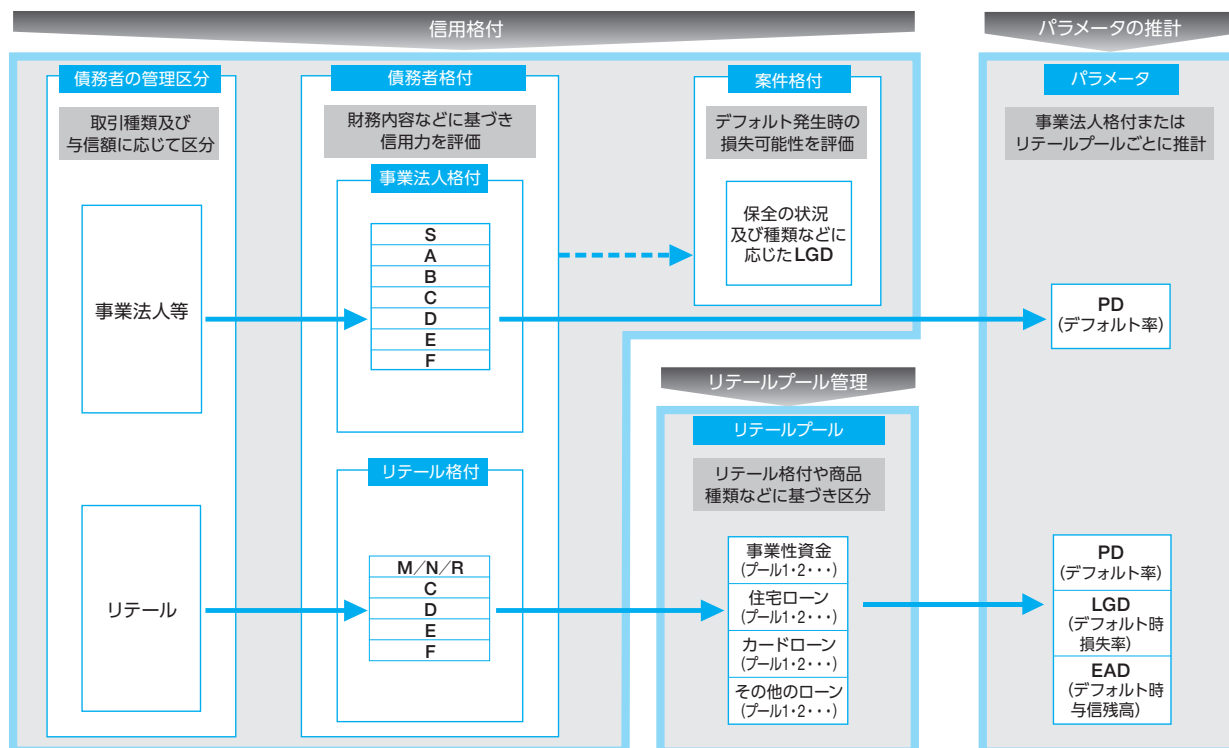 信用格付
パラメータの推計
債務者の管理区分
取引種類及び
与信額に応じて区分
事業法人等
リテール
債務者格付
財務内容などに基づき
信用力を評価
事業法人格付
S
A
B
C
D
E
F
リテール格付
M/N/R
C
D
E
F
案件格付
デフォルト発生時の
損失可能性を評価
保全の状況
及び種類などに
応じたLGD
リテールプール管理
リテールプール
リテール格付や商品
種類などに基づき区分
事業性資金
(プール1・2・・・)
住宅ローン
(プール1・2・・・)
カードローン
(プール1・2・・・)
その他のローン
(プール1・2・・・)
パラメータ
事業法人格付または
リテールプールごとに推計
PD
(デフォルト率)
PD
(デフォルト率)
LGD
(デフォルト時
損失率)
EAD
(デフォルト時
与信残高)